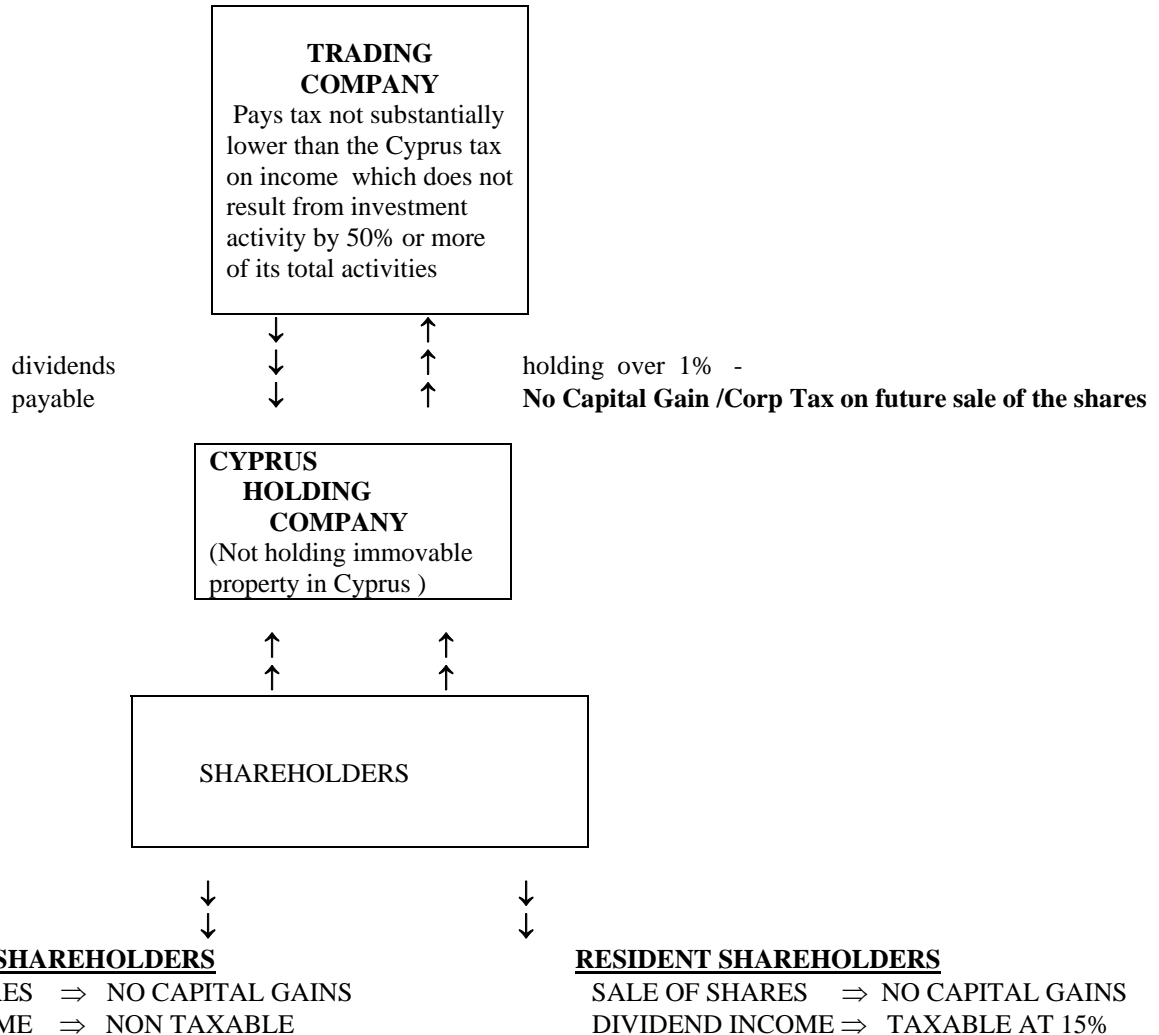 TRADING
COMPANY
Pays tax not substantially
lower than the Cyprus tax
on income which does not
result from investment
activity by 50% or more
of its total activities
↓ ↑
dividends ↓ ↑ holding over 1% -
payable ↓ ↑ No Capital Gain /Corp Tax on future sale of the shares
CYPRUS
HOLDING
COMPANY
(Not holding immovable
property in Cyprus )
↑ ↑
↑ ↑
SHAREHOLDERS
↓ ↓
↓ ↓
SHAREHOLDERS RESIDENT SHAREHOLDERS
⇒ NO CAPITAL GAINS SALE OF SHARES ⇒ NO CAPITAL GAINS
⇒ NON TAXABLE DIVIDEND INCOME ⇒ TAXABLE AT 15%